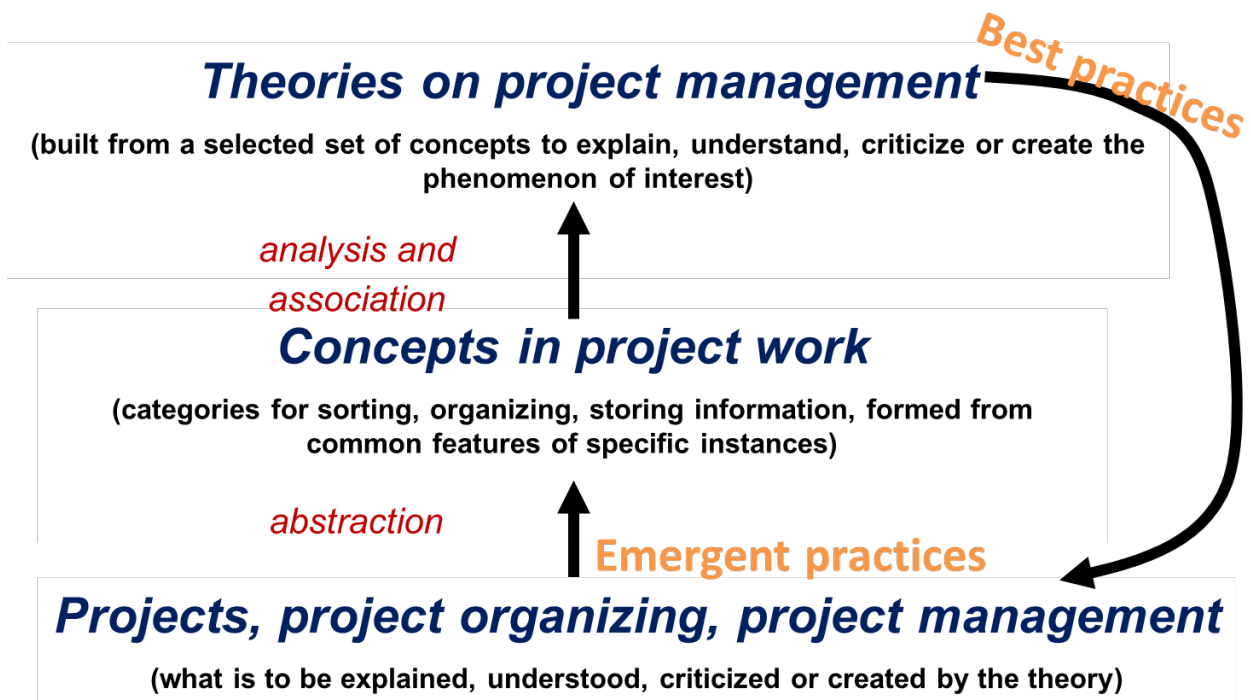 Best practices
Theories on project management
(built from a selected set of concepts to explain, understand, criticize or create the
phenomenon of interest)
analysis and
association
Concepts in project work
(categories for sorting, organizing, storing information, formed from
common features of specific instances)
abstraction
Emergent practices
Projects, project organizing, project management
(what is to be explained, understood, criticized or created by the theory)